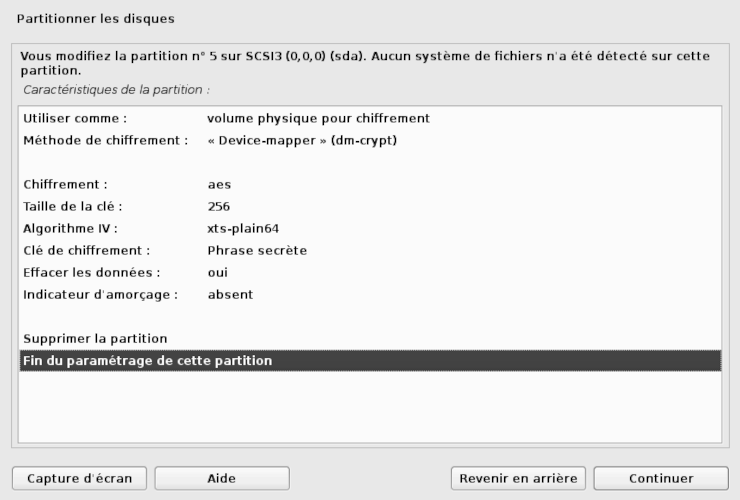 Partitionner les disques
Vous modifiez la partition n° 5 sur SCSI3 (0,0,0) (sda). Aucun système de fichiers n'a été détecté sur cette
partition.
Caractéristiques de la partition :
Utiliser comme : volume physique pour chiffrement
Méthode de chiffrement : « Device-mapper » (dm-crypt)
Chiffrement : aes
Taille de la clé : 256
Algorithme IV : xts-plain64
Clé de chiffrement : Phrase secrète
Effacer les données : oui
Indicateur d'amorçage : absent
Supprimer la partition
Fin du paramétrage de cette partition
Capture d'écran Aide Revenir en arrière Continuer